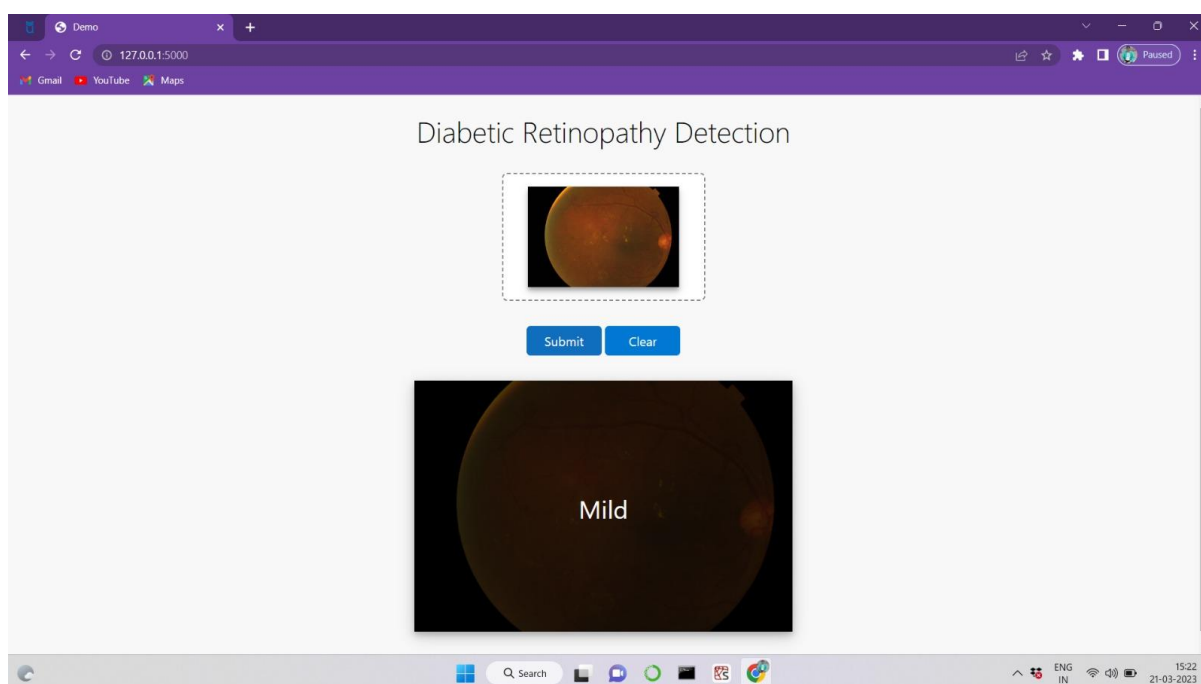 Demo
127.0.0.1:5000
Paused
Gmail YouTube Maps
Diabetic Retinopathy Detection
Submit Clear
Mild
Search
ENG
IN
15:22
21-03-2023